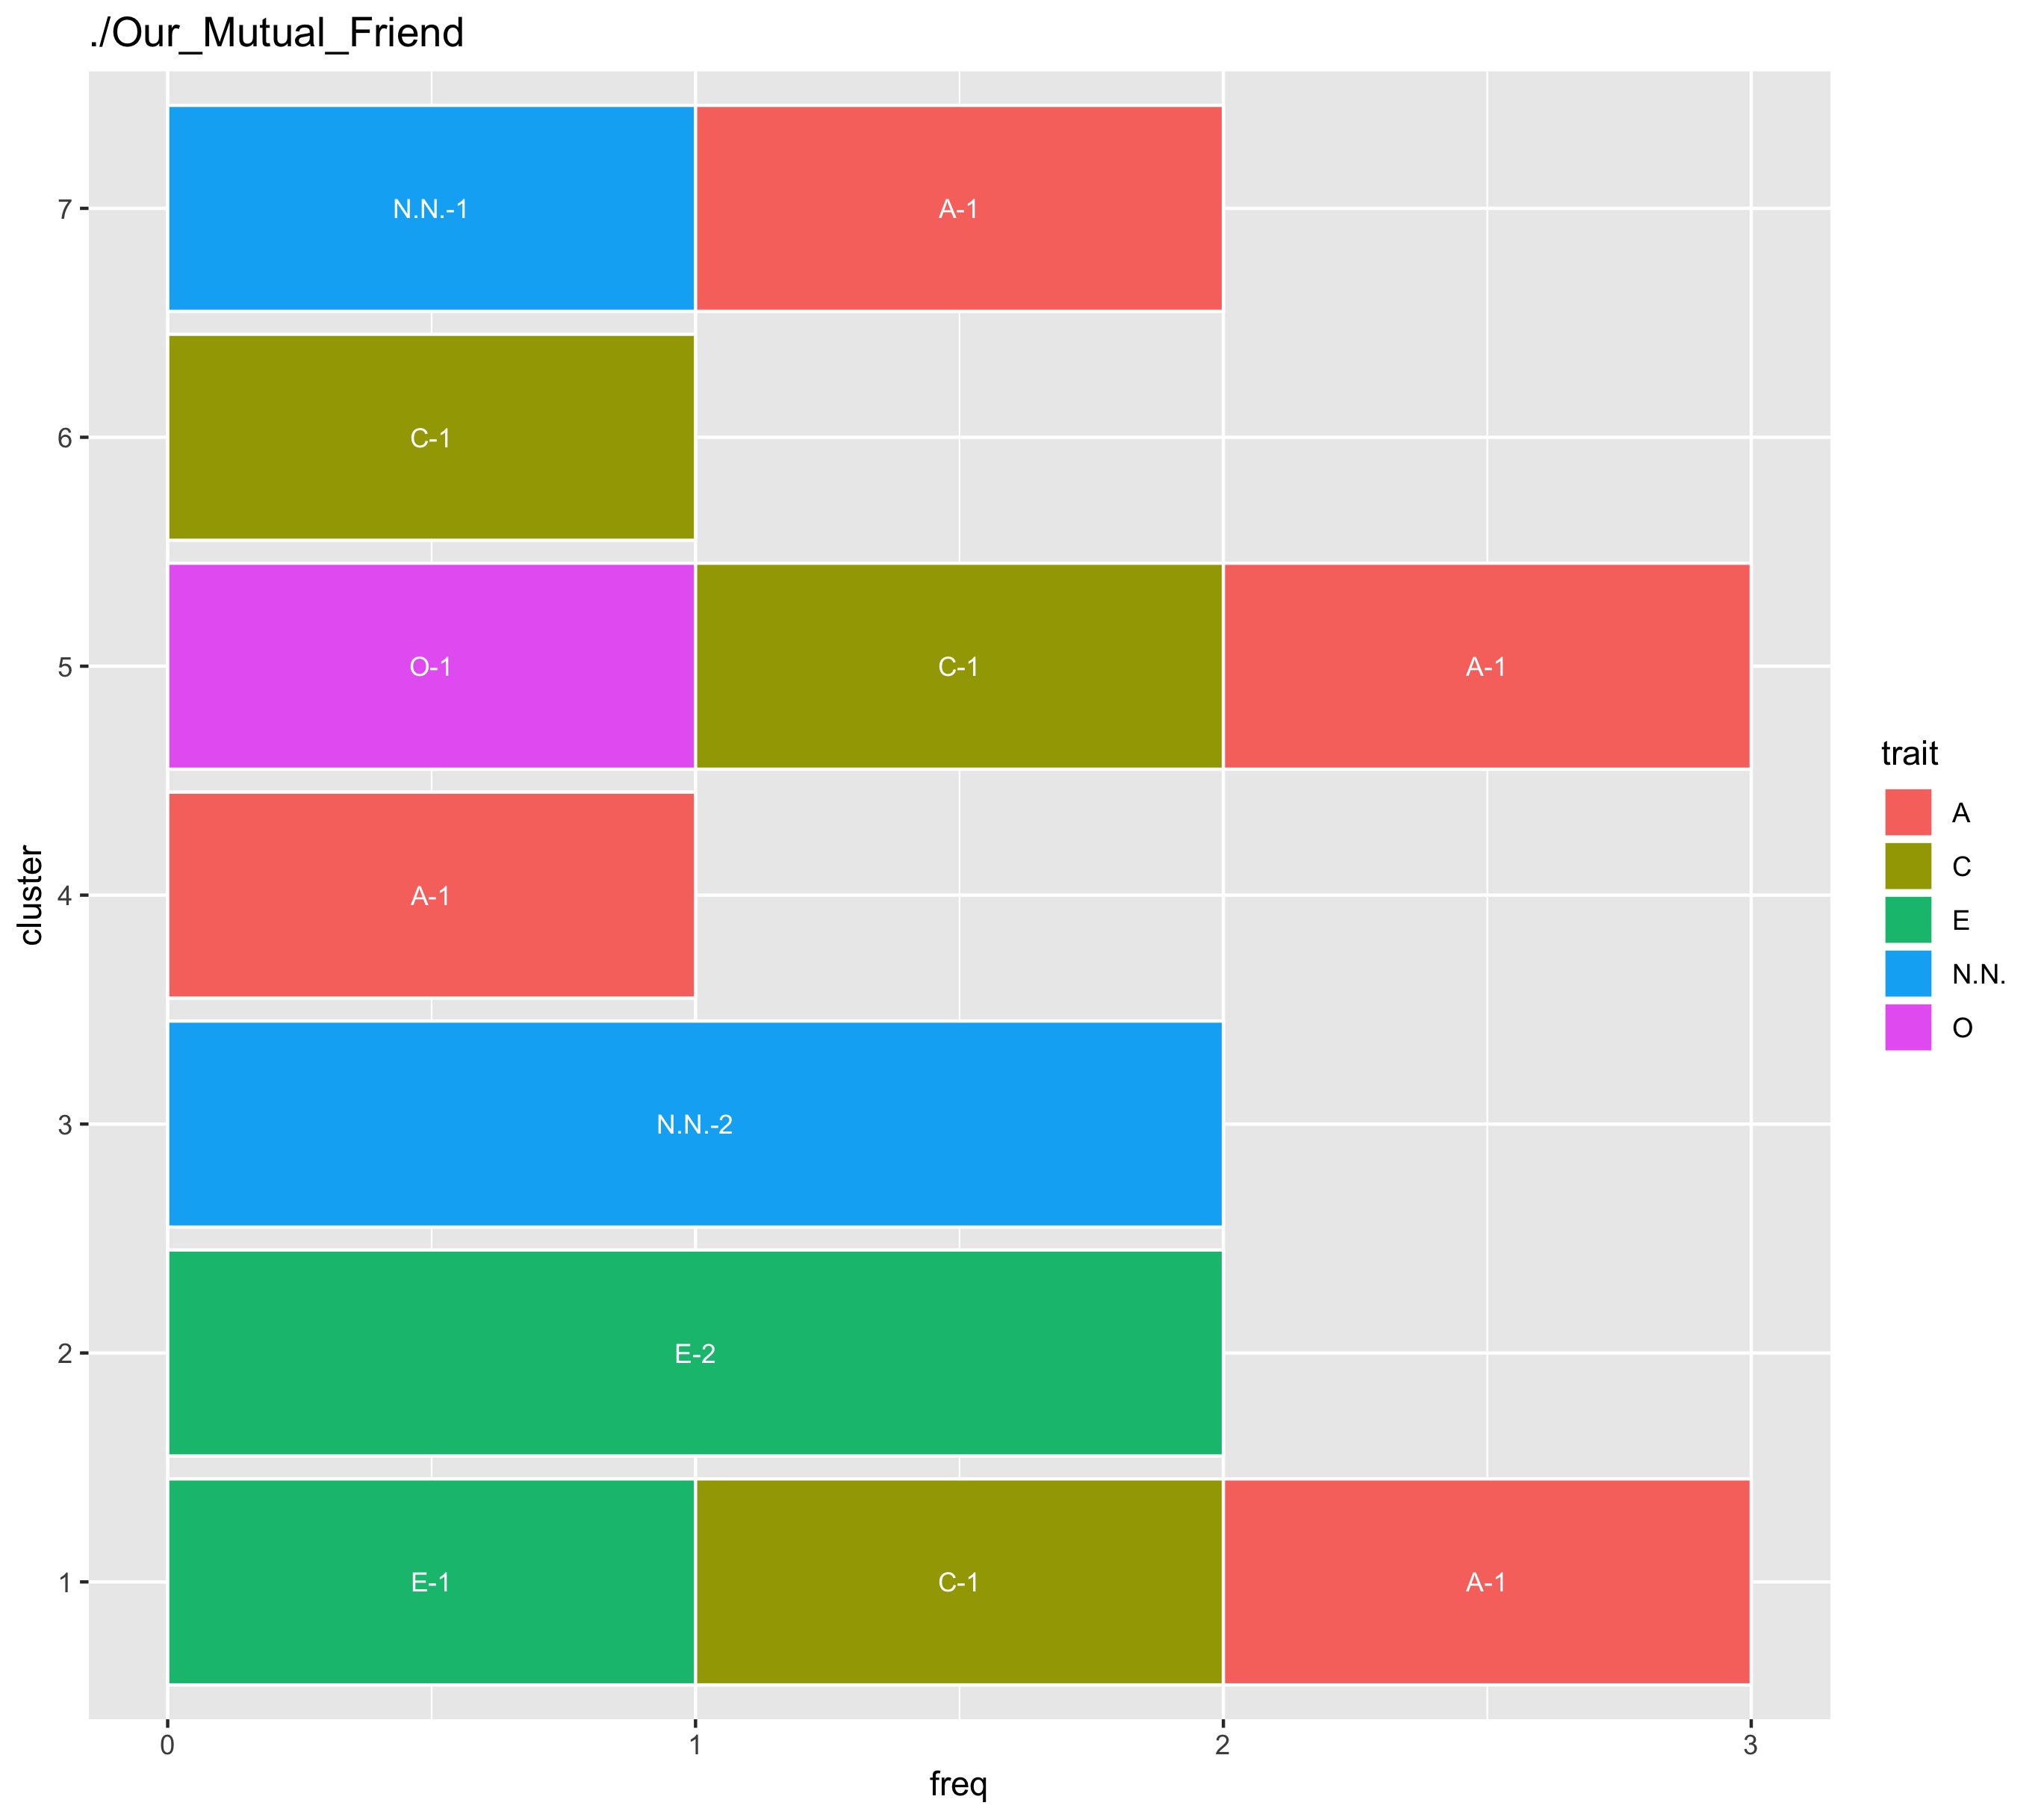 ./Our_Mutual_Friend
7
N.N.-1 A-1
6
C-1
5
O-1 C-1 A-1
4
A-1
3
N.N.-2
2
E-2
1
E-1 C-1 A-1
0 1 2 3
freq
cluster
trait
A
C
E
N.N.
O